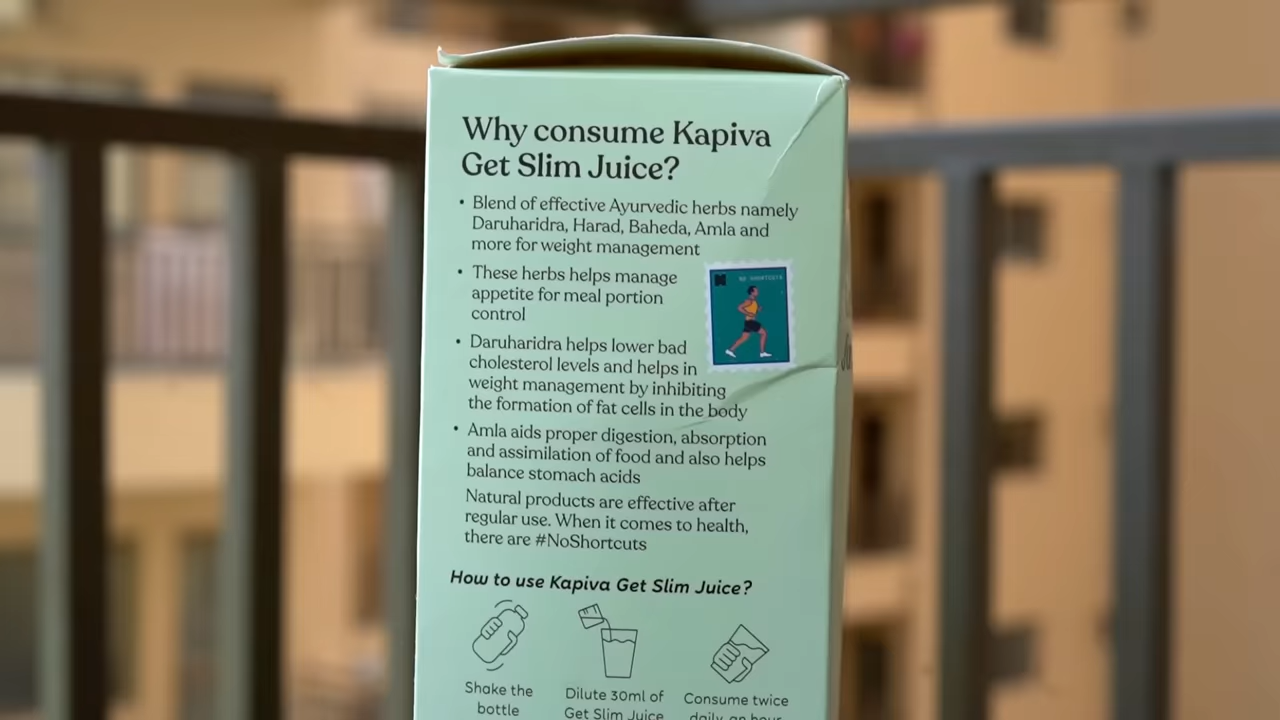 Why consume Kapiva
Get Slim Juice?
• Blend of effective Ayurvedic herbs namely
Daruharidra, Harad, Baheda, Amla and
more for weight management
• These herbs helps manage
appetite for meal portion
control
NO SHORTCUTS
• Daruharidra helps lower bad
cholesterol levels and helps in
weight management by inhibiting
the formation of fat cells in the body
• Amla aids proper digestion, absorption
and assimilation of food and also helps
balance stomach acids
Natural products are effective after
regular use. When it comes to health,
there are #NoShortcuts
How to use Kapiva Get Slim Juice?
Shake the
bottle
Dilute 30ml of
Get Slim Juice
Consume twice
daily, an hour